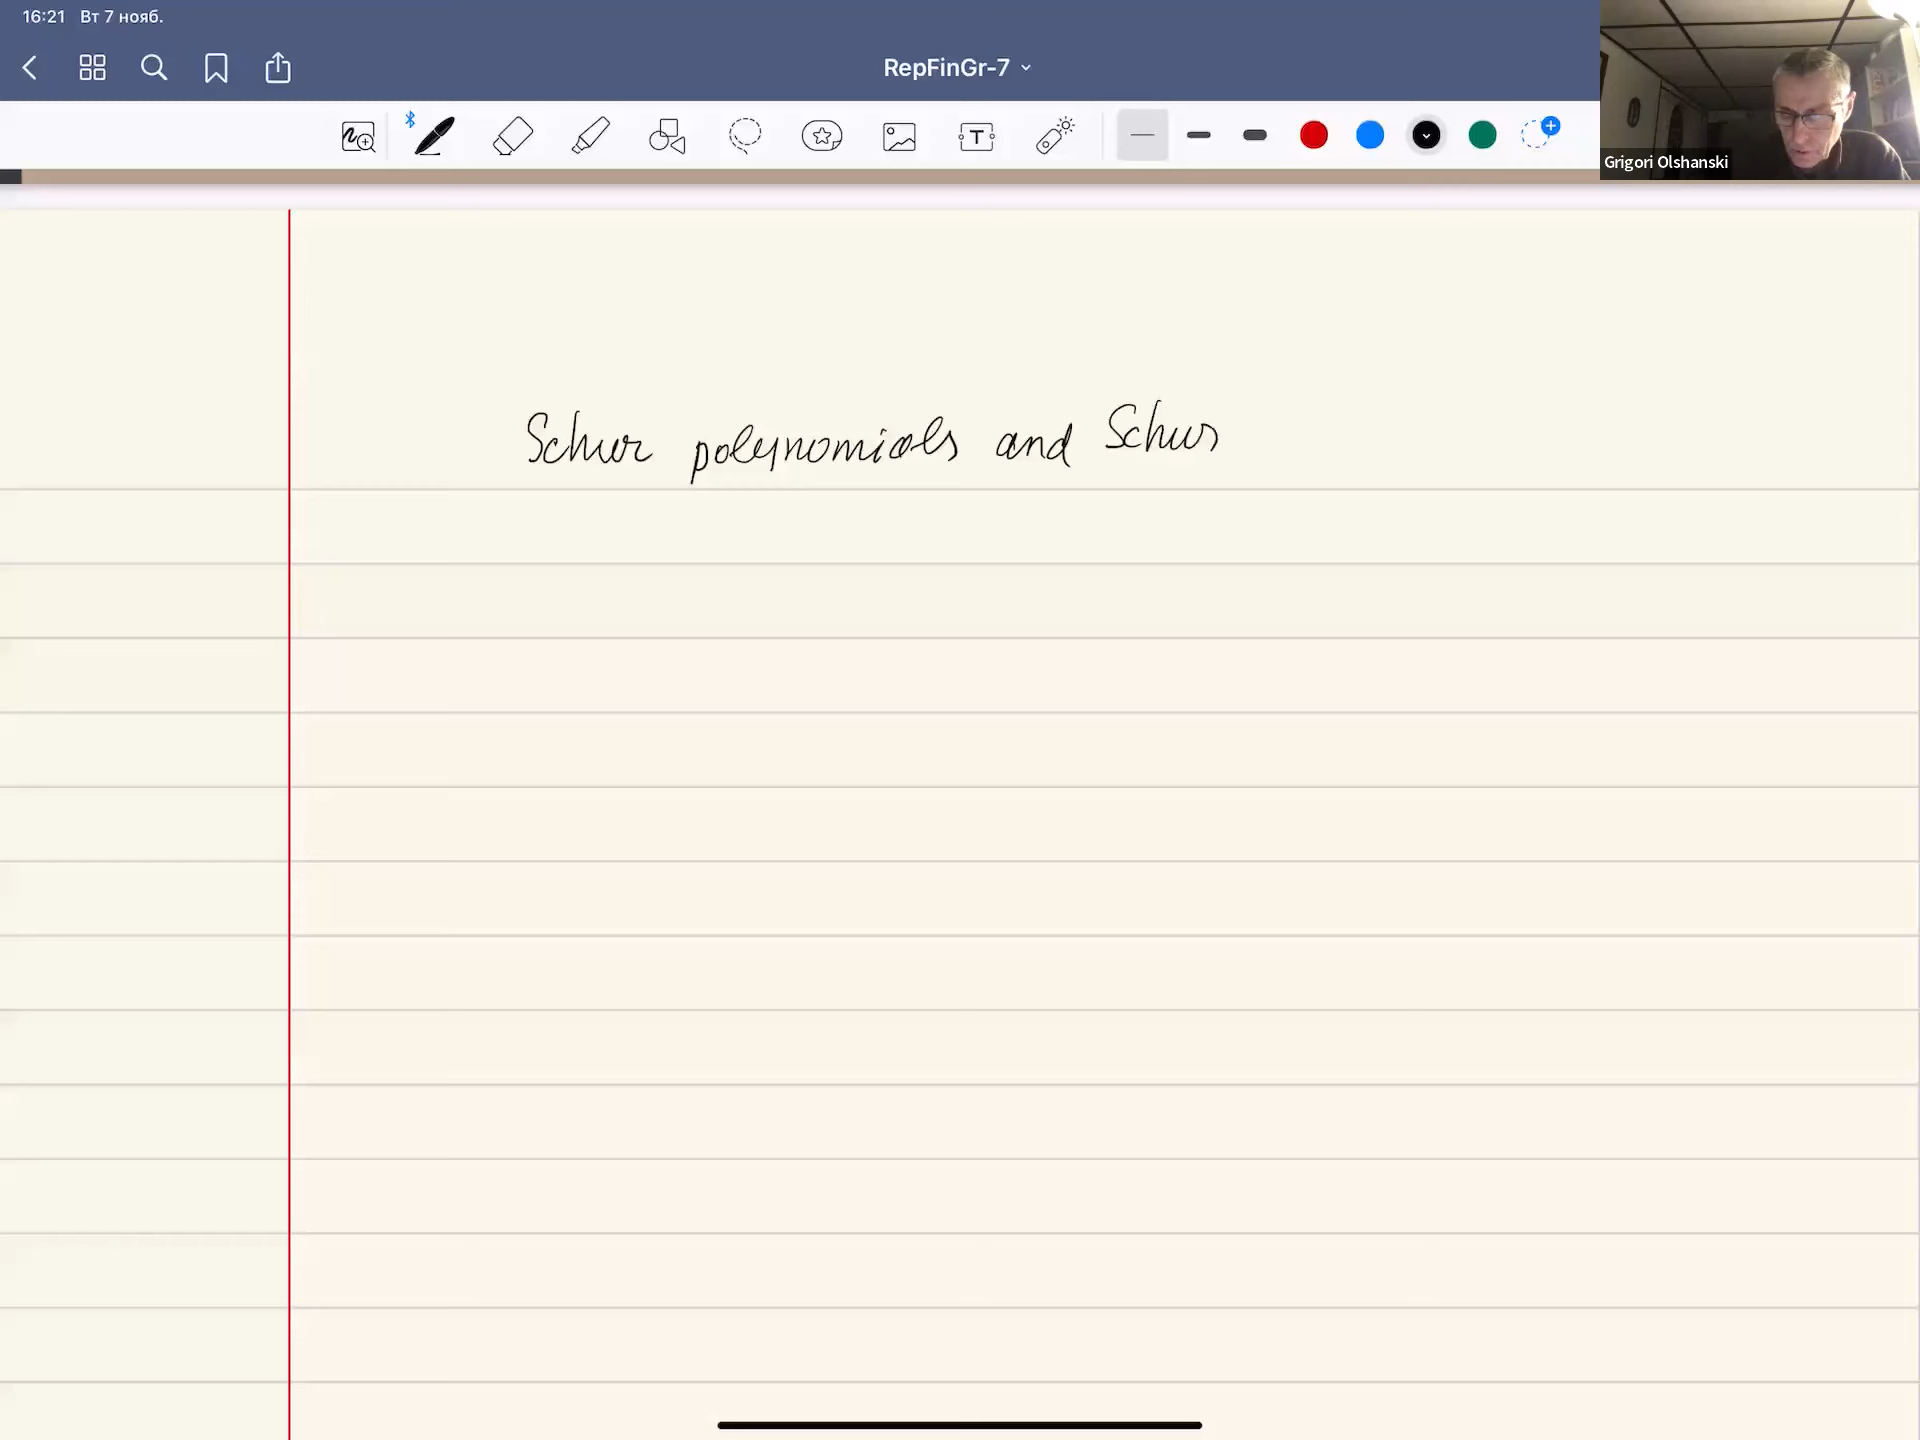 16:21 Вт 7 нояб.
RepFinGr-7
T
Grigori Olshanski
Schur polynomials and Schur